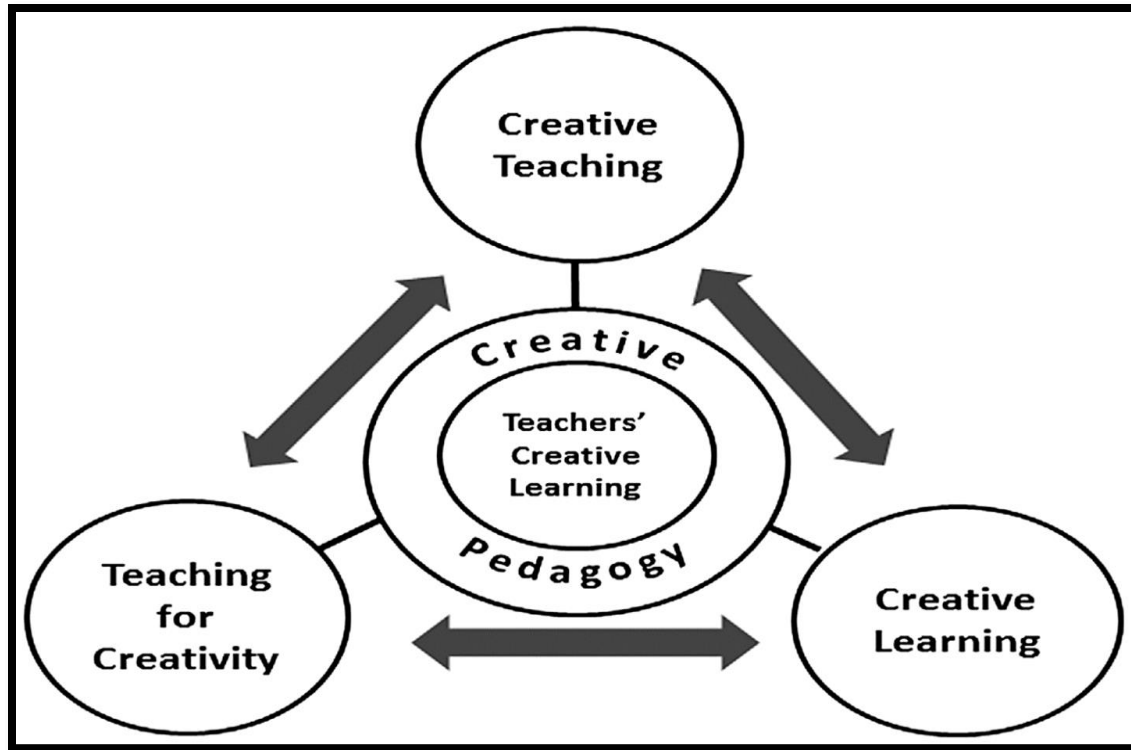 Creative
Teaching
Creative
Teachers’
Creative
Learning
Pedagogy
Teaching
for
Creativity
Creative
Learning